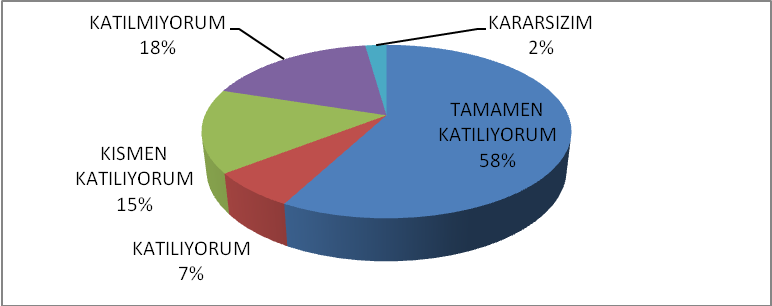 KATILMIYORUM
18%
KARARSIZIM
2%
TAMAMEN
KATILIYORUM
58%
KISMEN
KATILIYORUM
15%
KATILIYORUM
7%